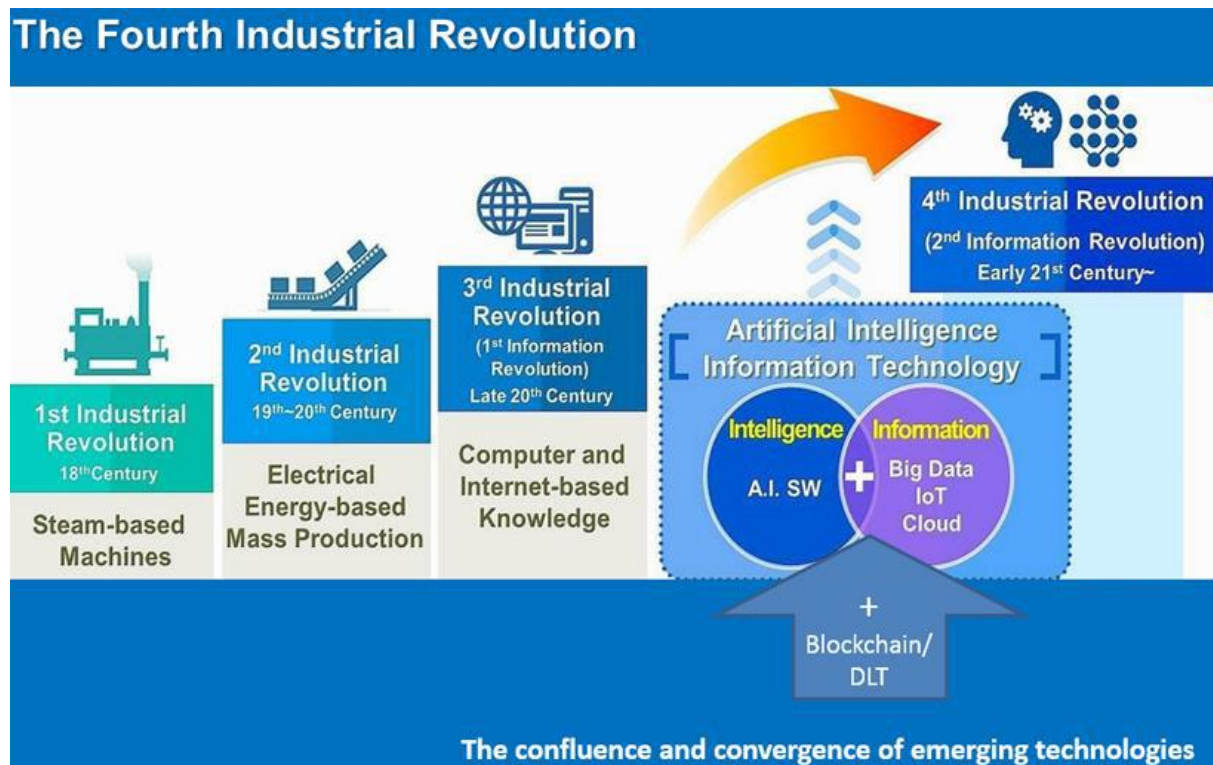 The Fourth Industrial Revolution
1st Industrial
Revolution
18thCentury
Steam-based
Machines
2nd Industrial
Revolution
19th~20th Century
Electrical
Energy-based
Mass Production
3rd Industrial
Revolution
(1st Information
Revolution)
Late 20th Century
Computer and
Internet-based
Knowledge
Artificial Intelligence
Information Technology
Intelligence
A.I. SW
+
Information
Big Data
IoT
Cloud
4th Industrial Revolution
(2nd Information Revolution)
Early 21st Century~
+
Blockchain/
DLT
The confluence and convergence of emerging technologies